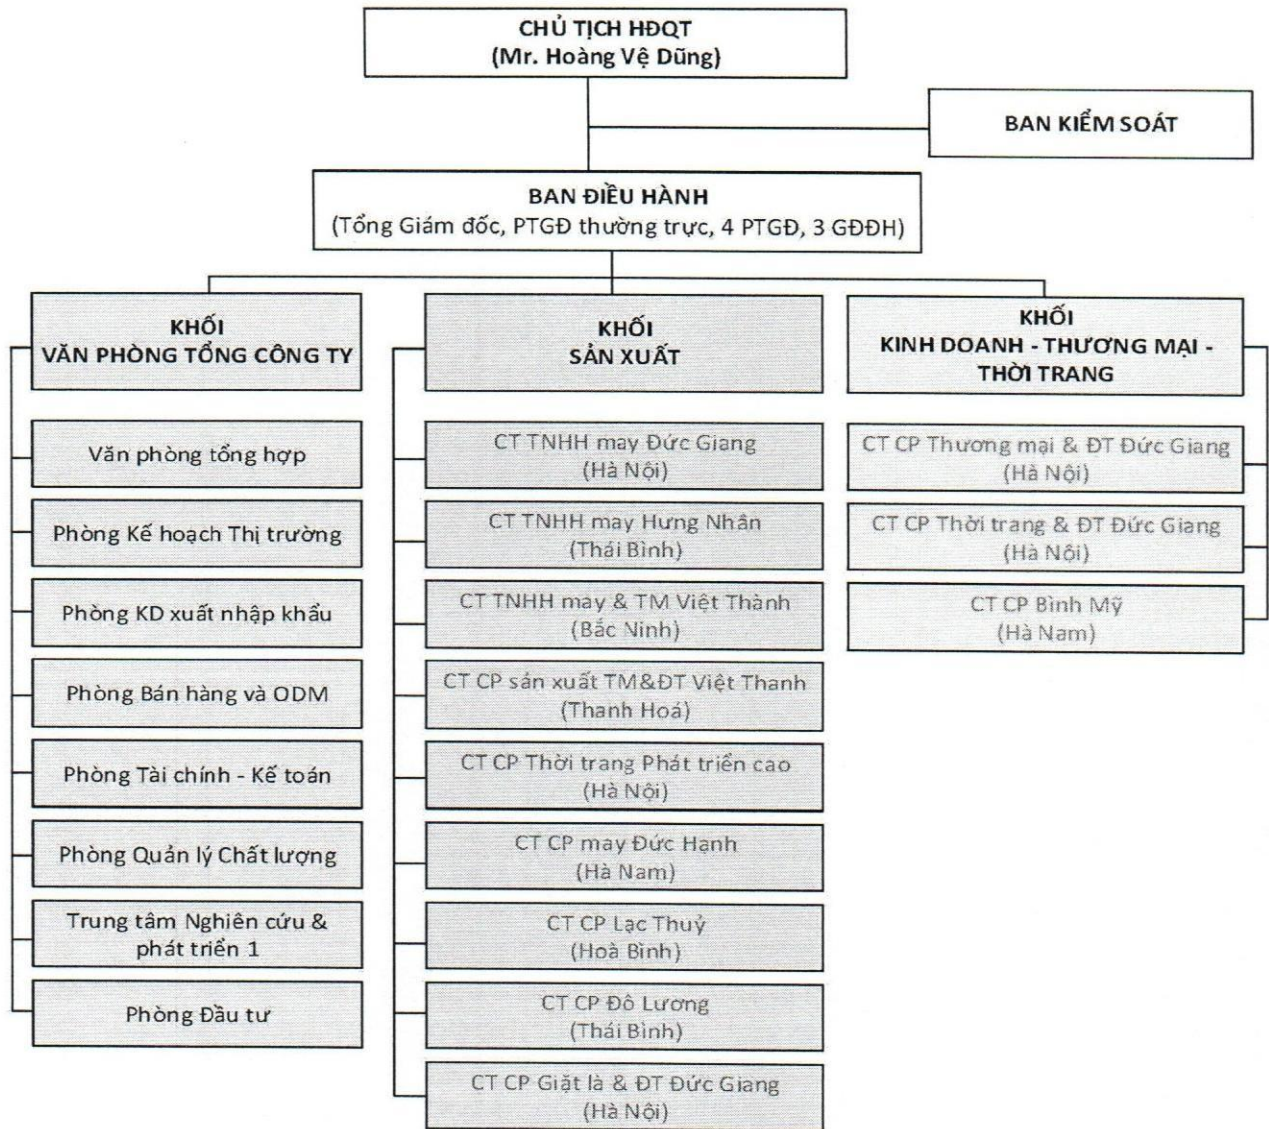 CHỦ TỊCH HĐQT
(Mr. Hoàng Vệ Dũng)
BAN KIỂM SOÁT
BAN ĐIỀU HÀNH
(Tổng Giám đốc, PTGĐ thường trực, 4 PTGĐ, 3 GĐĐH)
KHỐI
VĂN PHÒNG TỔNG CÔNG TY
Văn phòng tổng hợp
Phòng Kế hoạch Thị trường
Phòng KD xuất nhập khẩu
Phòng Bán hàng và ODM
Phòng Tài chính - Kế toán
Phòng Quản lý Chất lượng
Trung tâm Nghiên cứu &
phát triển 1
Phòng Đầu tư
KHỐI
SẢN XUẤT
CT TNHH may Đức Giang
(Hà Nội)
CT TNHH may Hưng Nhân
(Thái Bình)
CT TNHH may & TM Việt Thành
(Bắc Ninh)
CT CP sản xuất TM&ĐT Việt Thanh
(Thanh Hoá)
CT CP Thời trang Phát triển cao
(Hà Nội)
CT CP may Đức Hạnh
(Hà Nam)
CT CP Lạc Thuỷ
(Hoà Bình)
CT CP Đô Lương
(Thái Bình)
CT CP Giặt là & ĐT Đức Giang
(Hà Nội)
KHỐI
KINH DOANH - THƯƠNG MẠI -
THỜI TRANG
CT CP Thương mại & ĐT Đức Giang
(Hà Nội)
CT CP Thời trang & ĐT Đức Giang
(Hà Nội)
CT CP Bình Mỹ
(Hà Nam)